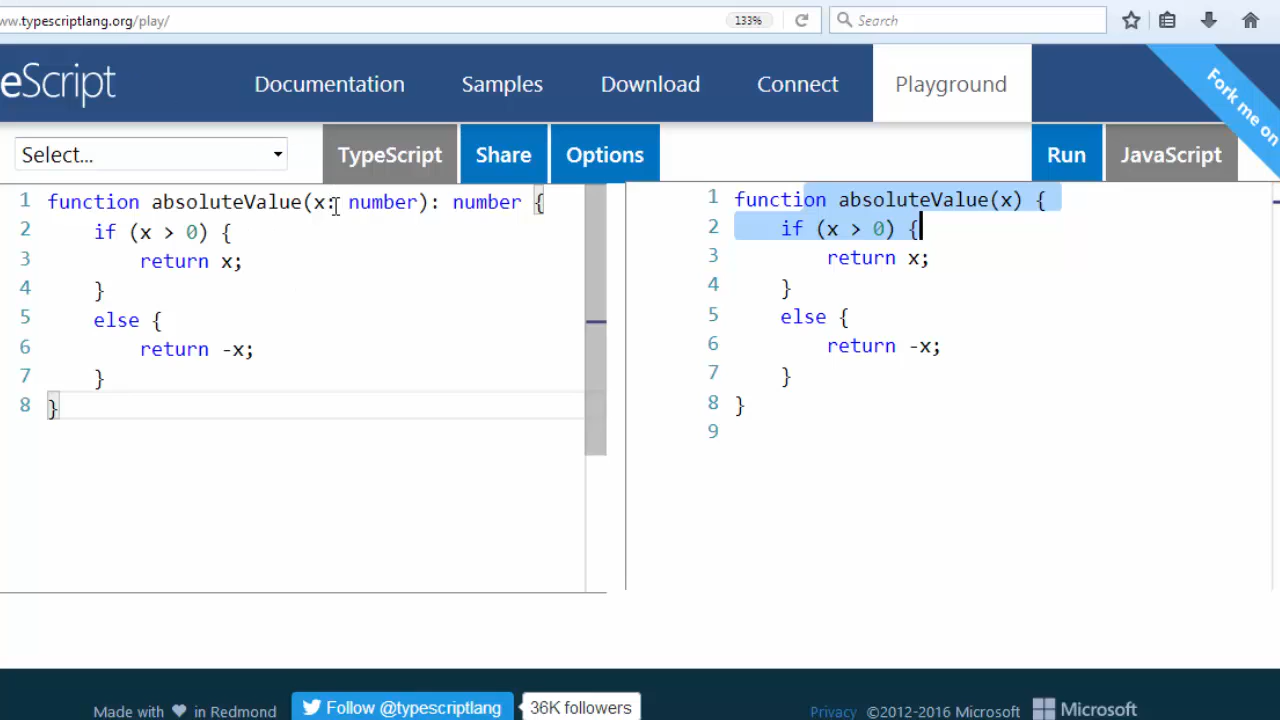 ww.typescriptlang.org/play/
133%
Search
eScript
Documentation
Samples
Download
Connect
Playground
Fork me on
Select...
TypeScript
Share
Options
Run
JavaScript
1 function absoluteValue(x: number): number {
2 if (x > 0) {
3 return x;
4 }
5 else {
6 return -x;
7 }
8 }
1 function absoluteValue(x) {
2 if (x > 0) {
3 return x;
4 }
5 else {
6 return -x;
7 }
8 }
9
Made with ♥ in Redmond
Follow @typescriptlang
36K followers
Privacy ©2012-2016 Microsoft
Microsoft